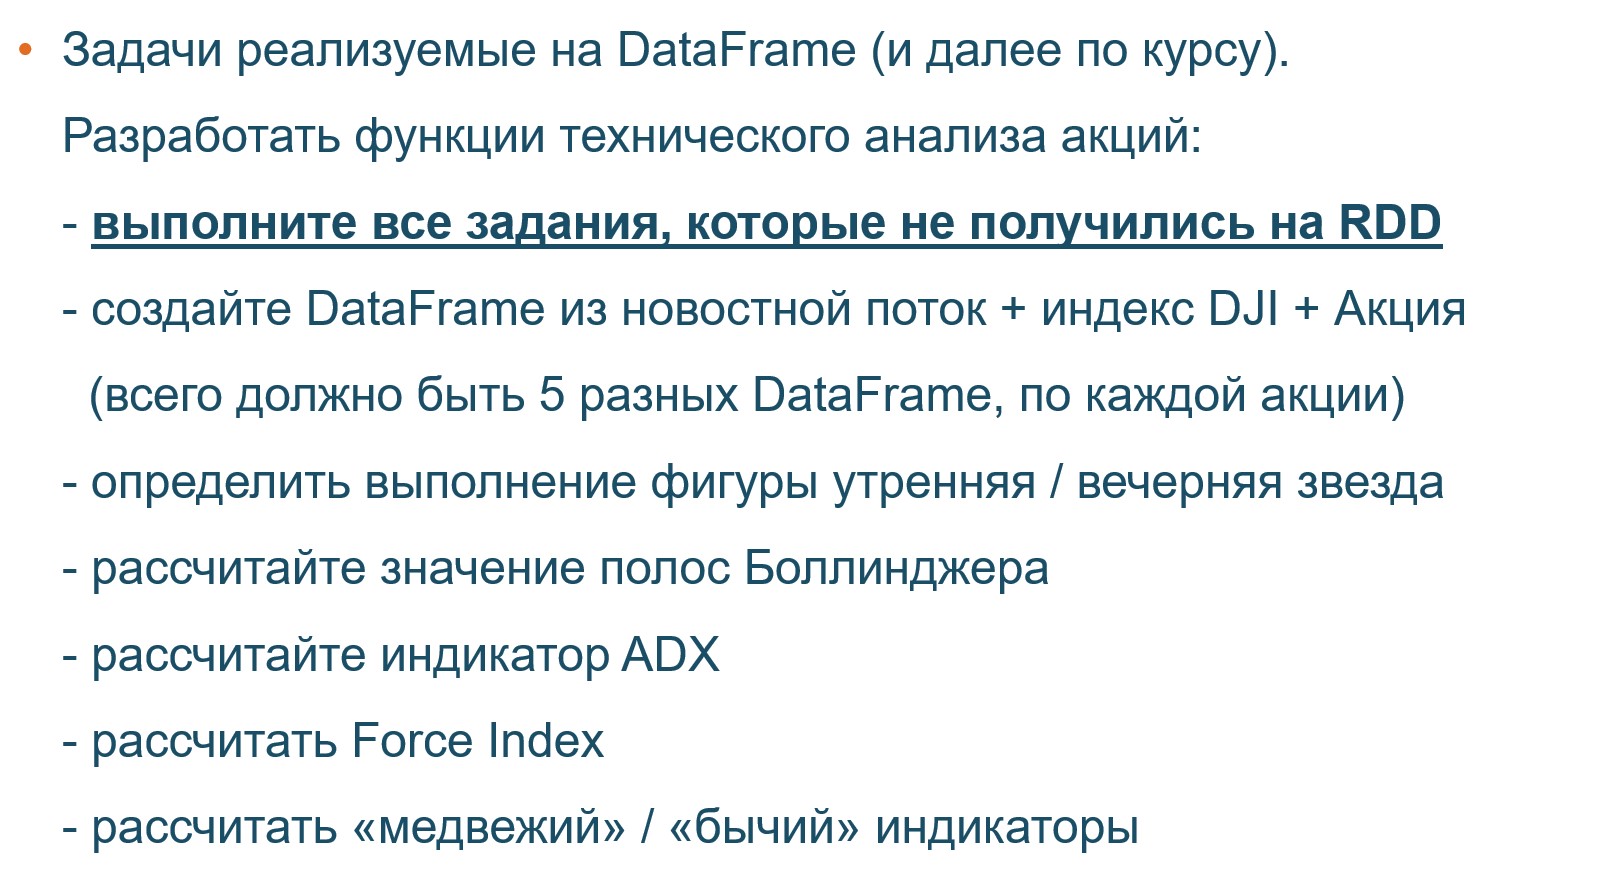 • Задачи реализуемые на DataFrame (и далее по курсу).
Разработать функции технического анализа акций:
- выполните все задания, которые не получились на RDD
- создайте DataFrame из новостной поток + индекс DJI + Акция
(всего должно быть 5 разных DataFrame, по каждой акции)
- определить выполнение фигуры утренняя / вечерняя звезда
- рассчитайте значение полос Боллинджера
- рассчитайте индикатор ADX
- рассчитать Force Index
- рассчитать «медвежий» / «бычий» индикаторы